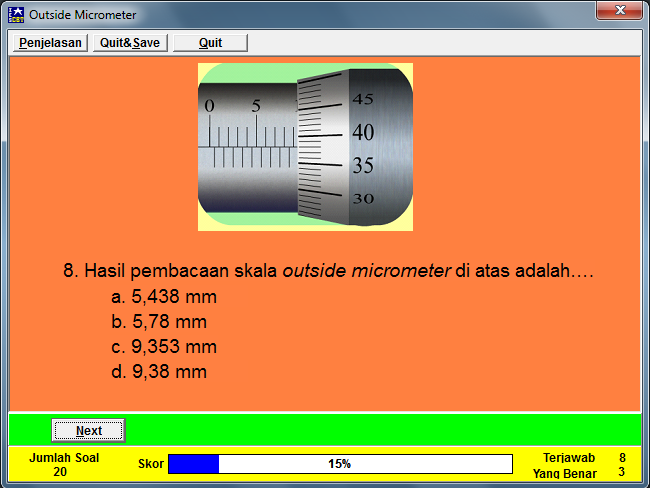 Outside Micrometer
Penjelasan Quit&Save Quit
0 5
45
40
35
30
8. Hasil pembacaan skala outside micrometer di atas adalah....
a. 5,438 mm
b. 5,78 mm
c. 9,353 mm
d. 9,38 mm
Next
Jumlah Soal
20
Skor
15%
Terjawab 8
Yang Benar 3